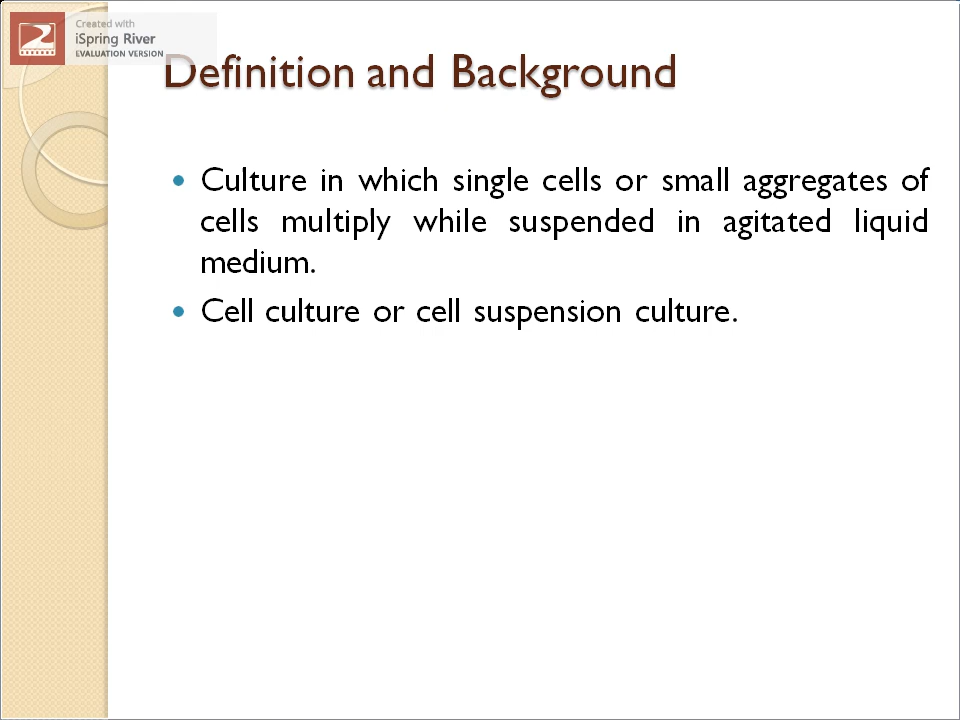 Created with
iSpring River
EVALUATION VERSION
Definition and Background
• Culture in which single cells or small aggregates of
cells multiply while suspended in agitated liquid
medium.
• Cell culture or cell suspension culture.